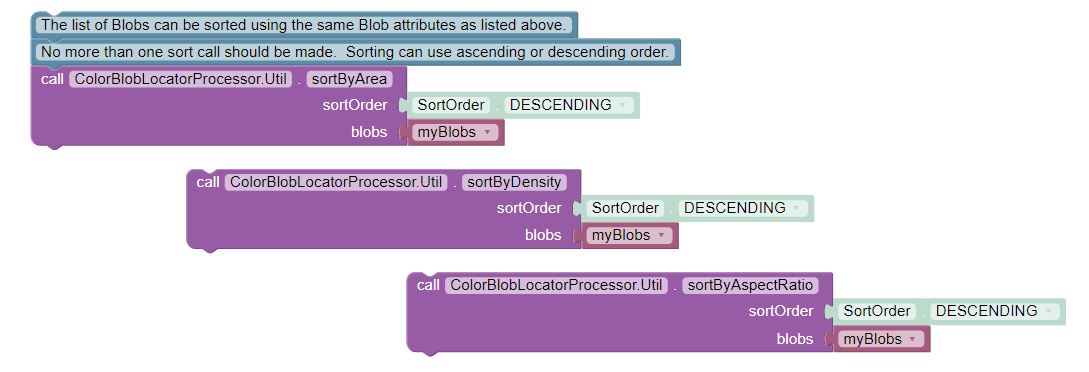 The list of Blobs can be sorted using the same Blob attributes as listed above.
No more than one sort call should be made.  Sorting can use ascending or descending order.
call ColorBlobLocatorProcessor.Util . sortByArea
sortOrder SortOrder . DESCENDING
blobs myBlobs
call ColorBlobLocatorProcessor.Util . sortByDensity
sortOrder SortOrder . DESCENDING
blobs myBlobs
call ColorBlobLocatorProcessor.Util . sortByAspectRatio
sortOrder SortOrder . DESCENDING
blobs myBlobs